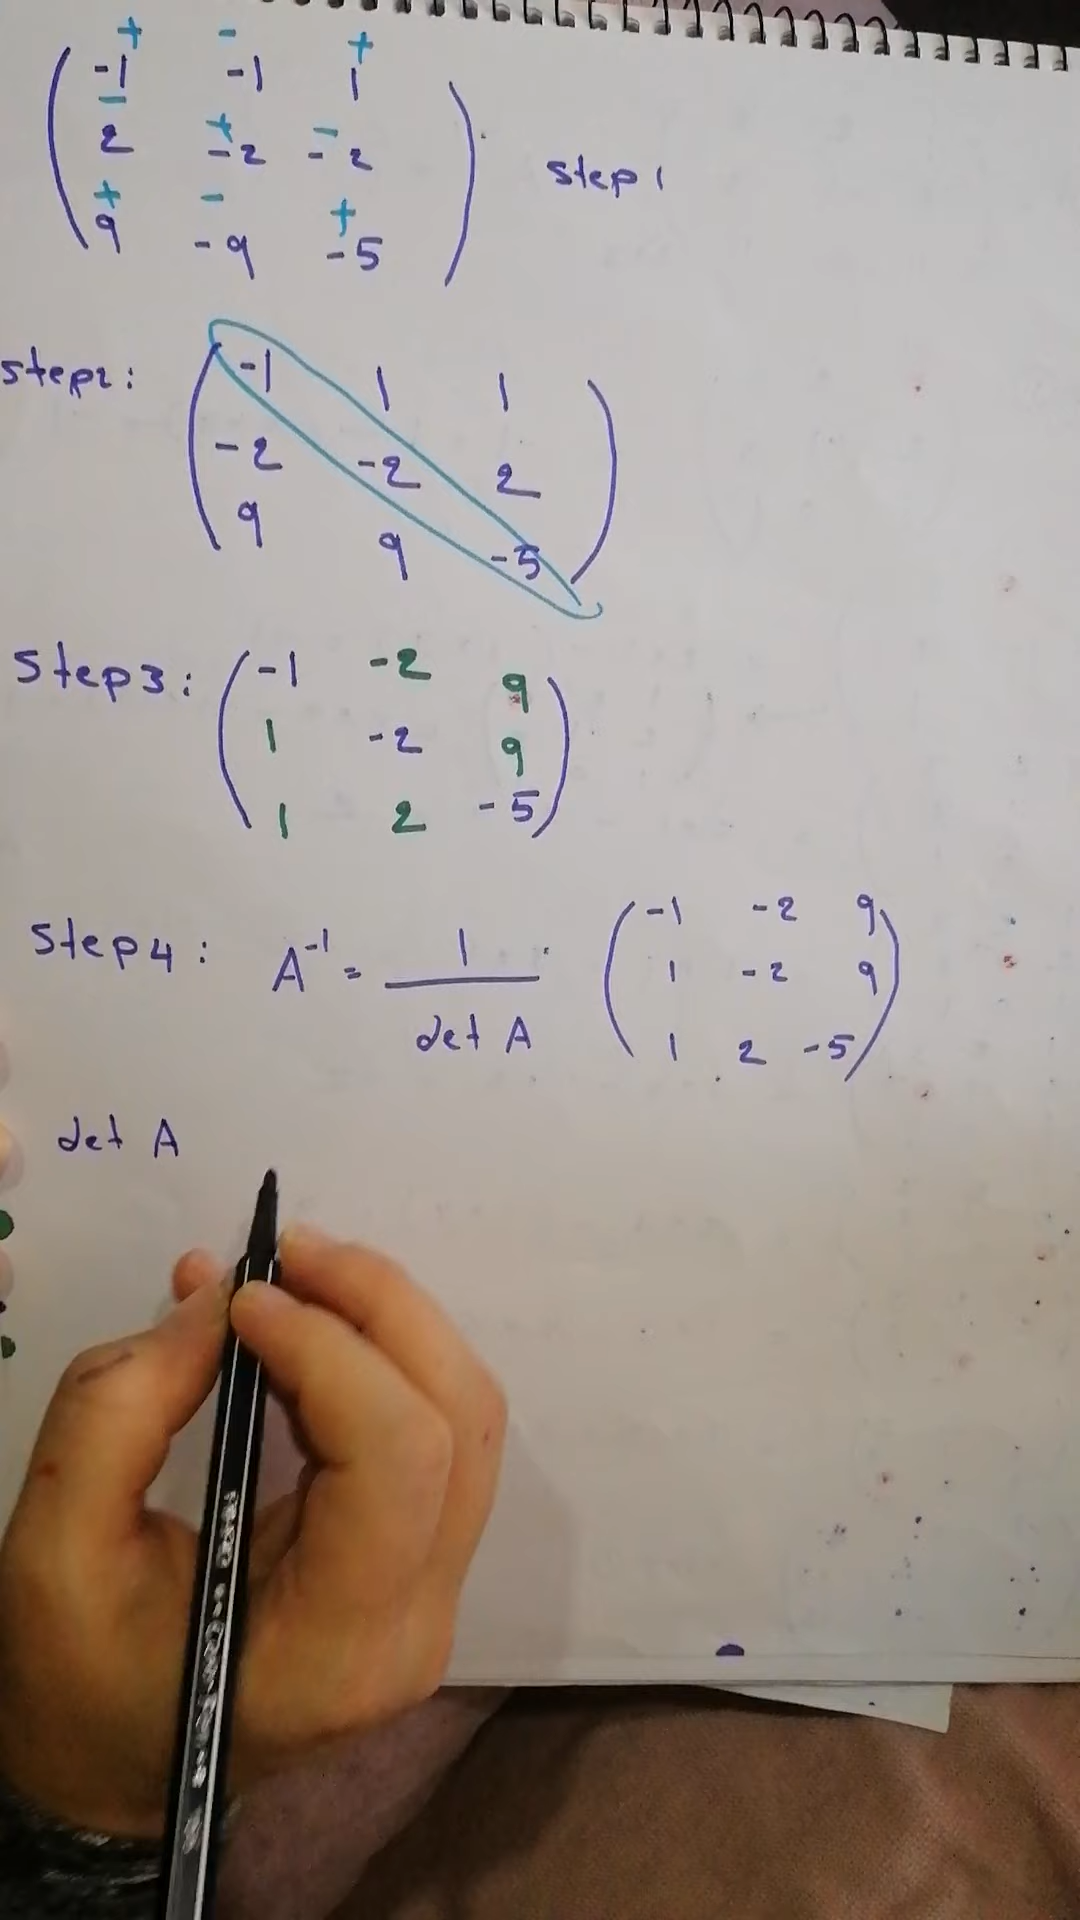 -1 -1 1
2 -2 -2 step 1
9 -9 -5
step2: -1 1 1
-2 -2 2
9 9 -5
Step3: -1 -2 9
1 -2 9
1 2 -5
Step4: A⁻¹ = 1 / det A · ( -1 -2 9
1 -2 9
1 2 -5 )
det A